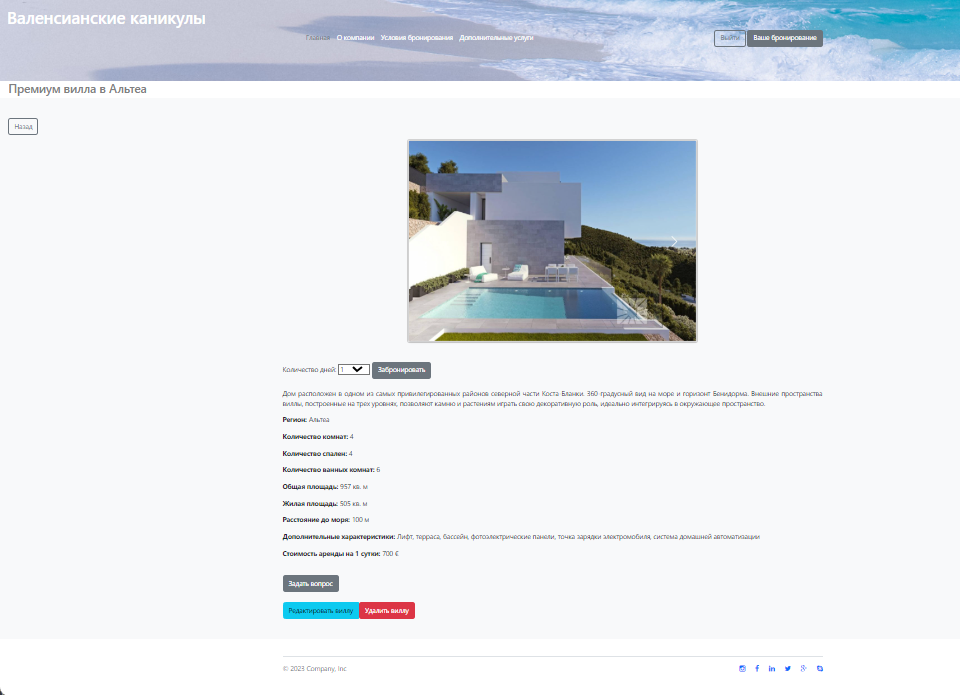 Валенсианские каникулы
Главная О компании Условия бронирования Дополнительные услуги Выйти Ваше бронирование
Премиум вилла в Альтеа
Назад
Количество дней: 1 Забронировать
Дом расположен в одном из самых привилегированных районов северной части Коста-Бланки. 360-градусный вид на море и горизонт Бенидорма. Внешние пространства
виллы, построенные на трех уровнях, позволяют камню и растениям играть свою декоративную роль, идеально интегрируясь в окружающее пространство.
Регион: Альтеа
Количество комнат: 4
Количество спален: 4
Количество ванных комнат: 6
Общая площадь: 957 кв. м
Жилая площадь: 505 кв. м
Расстояние до моря: 100 м
Дополнительные характеристики: Лифт, терраса, бассейн, фотоэлектрические панели, точка зарядки электромобиля, система домашней автоматизации
Стоимость аренды на 1 сутки: 700 €
Задать вопрос
Редактировать виллу Удалить виллу
© 2023 Company, Inc